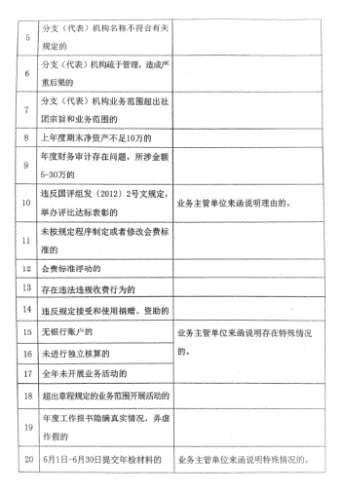 5
分支（代表）机构名称不符合有关
规定的
6
分支（代表）机构疏于管理，造成严
重后果的
7
分支（代表）机构业务范围超出社
团宗旨和业务范围的
8
上年度期末净资产不足10万的
9
年度财务审计存在问题，所涉金额
5-30万的
10
违反国评组发（2012）2号文规定，
举办评比达标表彰的
业务主管单位来函说明理由的。
11
未按规定程序制定或者修改会费标
准的
12
会费标准浮动的
13
存在违法违规收费行为的
14
违反规定接受和使用捐赠、资助的
15
无银行账户的
业务主管单位来函说明存在特殊情况
的。
16
未进行独立核算的
17
全年未开展业务活动的
18
超出章程规定的业务范围开展活动的
19
年度工作报书隐瞒真实情况，弄虚
作假的
20
6月1日-6月30日提交年检材料的
业务主管单位来函说明特殊情况的。